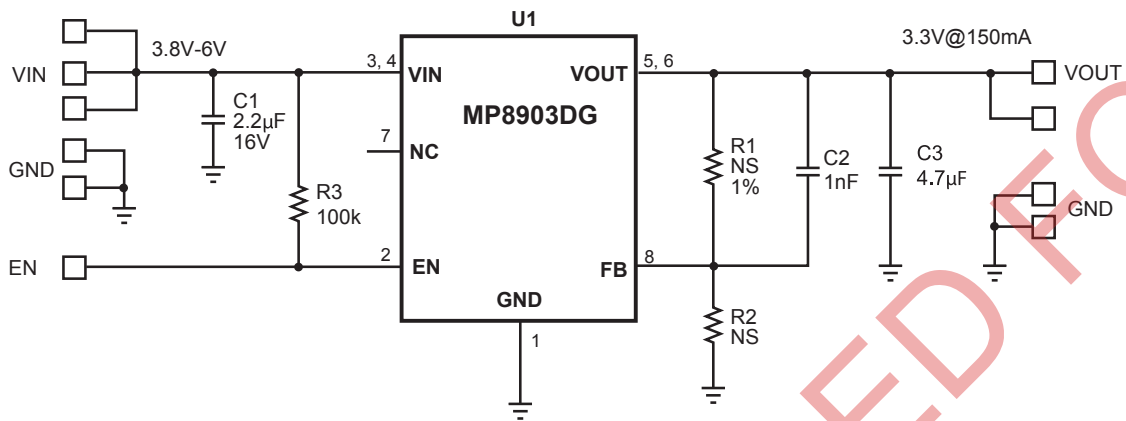 U1
3.8V-6V
3.3V@150mA
VIN
3, 4
VIN
VOUT
5, 6
VOUT
MP8903DG
C1
2.2µF
16V
7
NC
R1
NS
1%
C2
1nF
C3
4.7µF
GND
R3
100k
GND
EN
2
EN
FB
8
GND
1
R2
NS